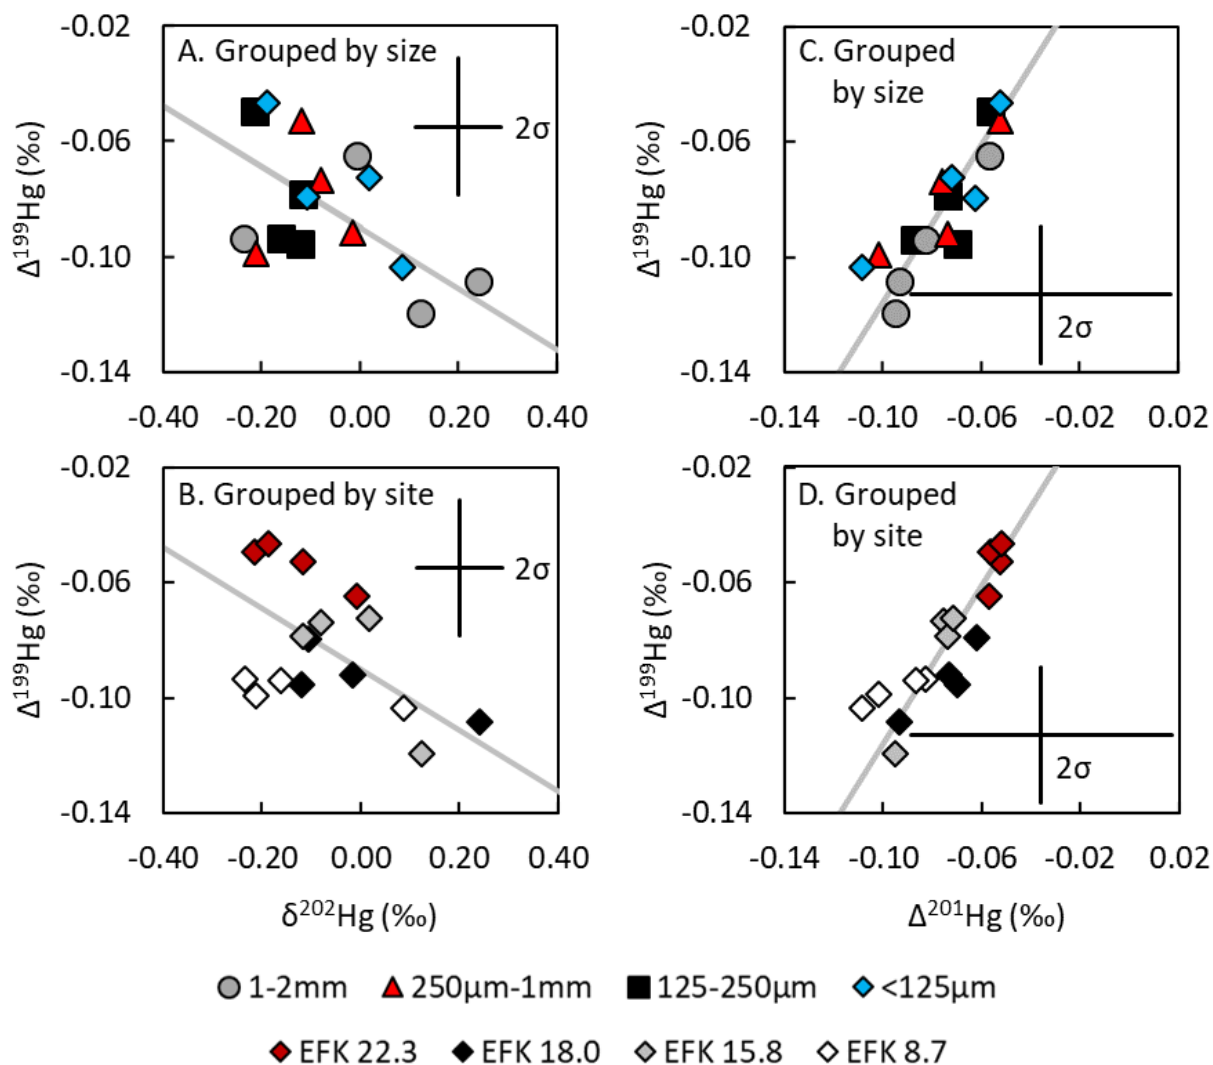 -0.02
A. Grouped by size
-0.06
2σ
Δ¹⁹⁹Hg (‰)
-0.10
-0.14
-0.40 -0.20 0.00 0.20 0.40
-0.02
C. Grouped
by size
-0.06
Δ¹⁹⁹Hg (‰)
-0.10
2σ
-0.14
-0.14 -0.10 -0.06 -0.02 0.02
-0.02
B. Grouped by site
2σ
-0.06
Δ¹⁹⁹Hg (‰)
-0.10
-0.14
-0.40 -0.20 0.00 0.20 0.40
δ²⁰²Hg (‰)
-0.02
D. Grouped
by site
-0.06
Δ¹⁹⁹Hg (‰)
-0.10
2σ
-0.14
-0.14 -0.10 -0.06 -0.02 0.02
Δ²⁰¹Hg (‰)
1-2mm 250μm-1mm 125-250μm <125μm
EFK 22.3 EFK 18.0 EFK 15.8 EFK 8.7